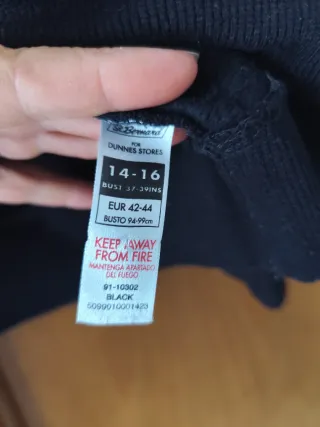 FOR
DUNNES STORES
14-16
BUST 37-39INS
EUR 42-44
BUSTO 94-99cm
KEEP AWAY
FROM FIRE
MANTENGA APARTADO
DEL FUEGO
91-10302
BLACK